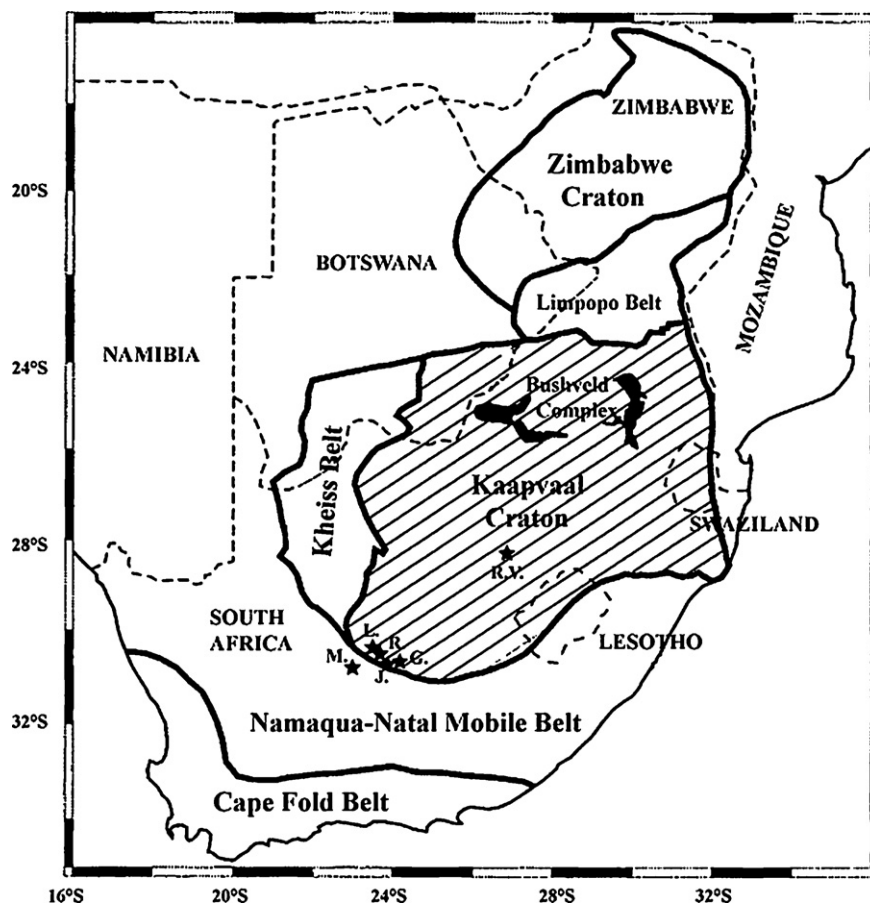 ZIMBABWE
Zimbabwe
Craton
20°S
MOZAMBIQUE
BOTSWANA
Limpopo Belt
NAMIBIA
24°S
Bushveld
Complex
Kheiss Belt
Kaapvaal
Craton
SWAZILAND
28°S
R.V.
SOUTH
AFRICA
L.
R.
LESOTHO
M.
G.
J.
32°S
Namaqua-Natal Mobile Belt
Cape Fold Belt
16°S
20°S
24°S
28°S
32°S